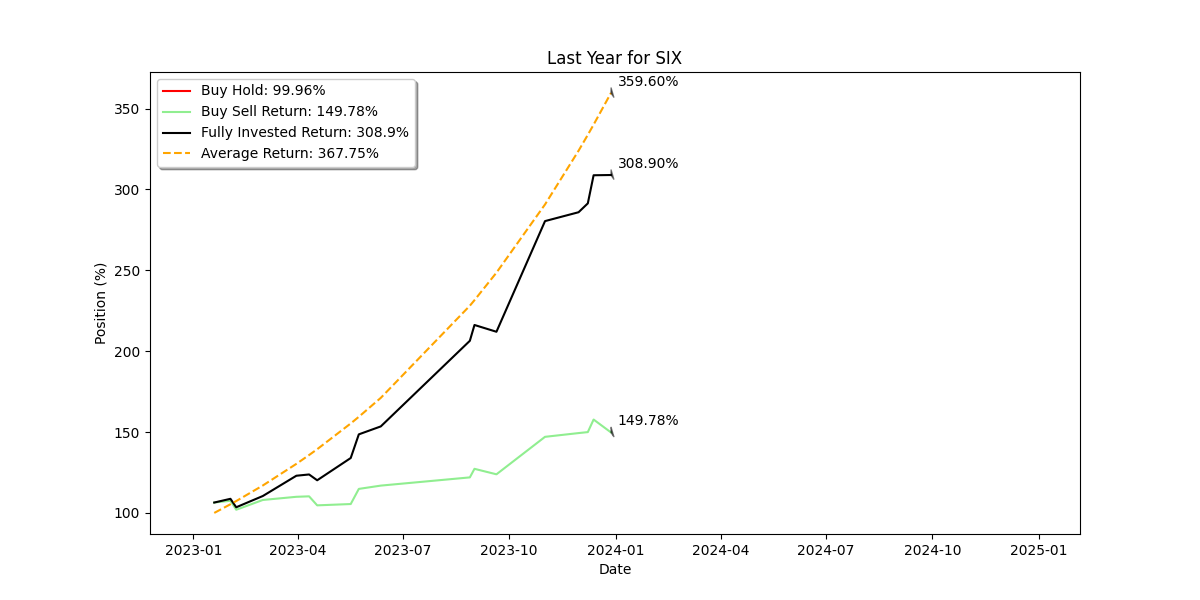 Last Year for SIX
Buy Hold: 99.96%
Buy Sell Return: 149.78%
Fully Invested Return: 308.9%
Average Return: 367.75%
359.60%
308.90%
149.78%
350
300
250
200
150
100
Position (%)
2023-01 2023-04 2023-07 2023-10 2024-01 2024-04 2024-07 2024-10 2025-01
Date